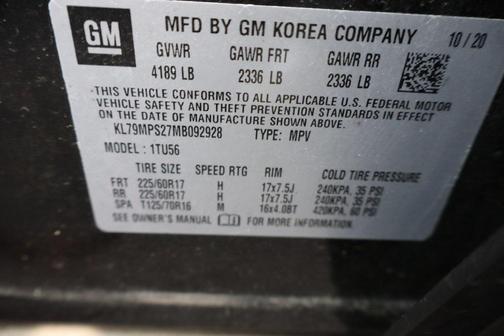 GM MFD BY GM KOREA COMPANY 10/20
GVWR GAWR FRT GAWR RR
4189 LB 2336 LB 2336 LB
THIS VEHICLE CONFORMS TO ALL APPLICABLE U.S. FEDERAL MOTOR
VEHICLE SAFETY AND THEFT PREVENTION STANDARDS IN EFFECT
ON THE DATE OF MANUFACTURE SHOWN ABOVE.
KL79MPS27MB092928 TYPE: MPV
MODEL: 1TU56
TIRE SIZE SPEED RTG RIM COLD TIRE PRESSURE
FRT 225/60R17 H 17x7.5J 240KPA, 35 PSI
RR 225/60R17 H 17x7.5J 240KPA, 35 PSI
SPA T125/70R16 M 16x4.0BT 420KPA, 60 PSI
SEE OWNER'S MANUAL FOR ADDITIONAL INFORMATION